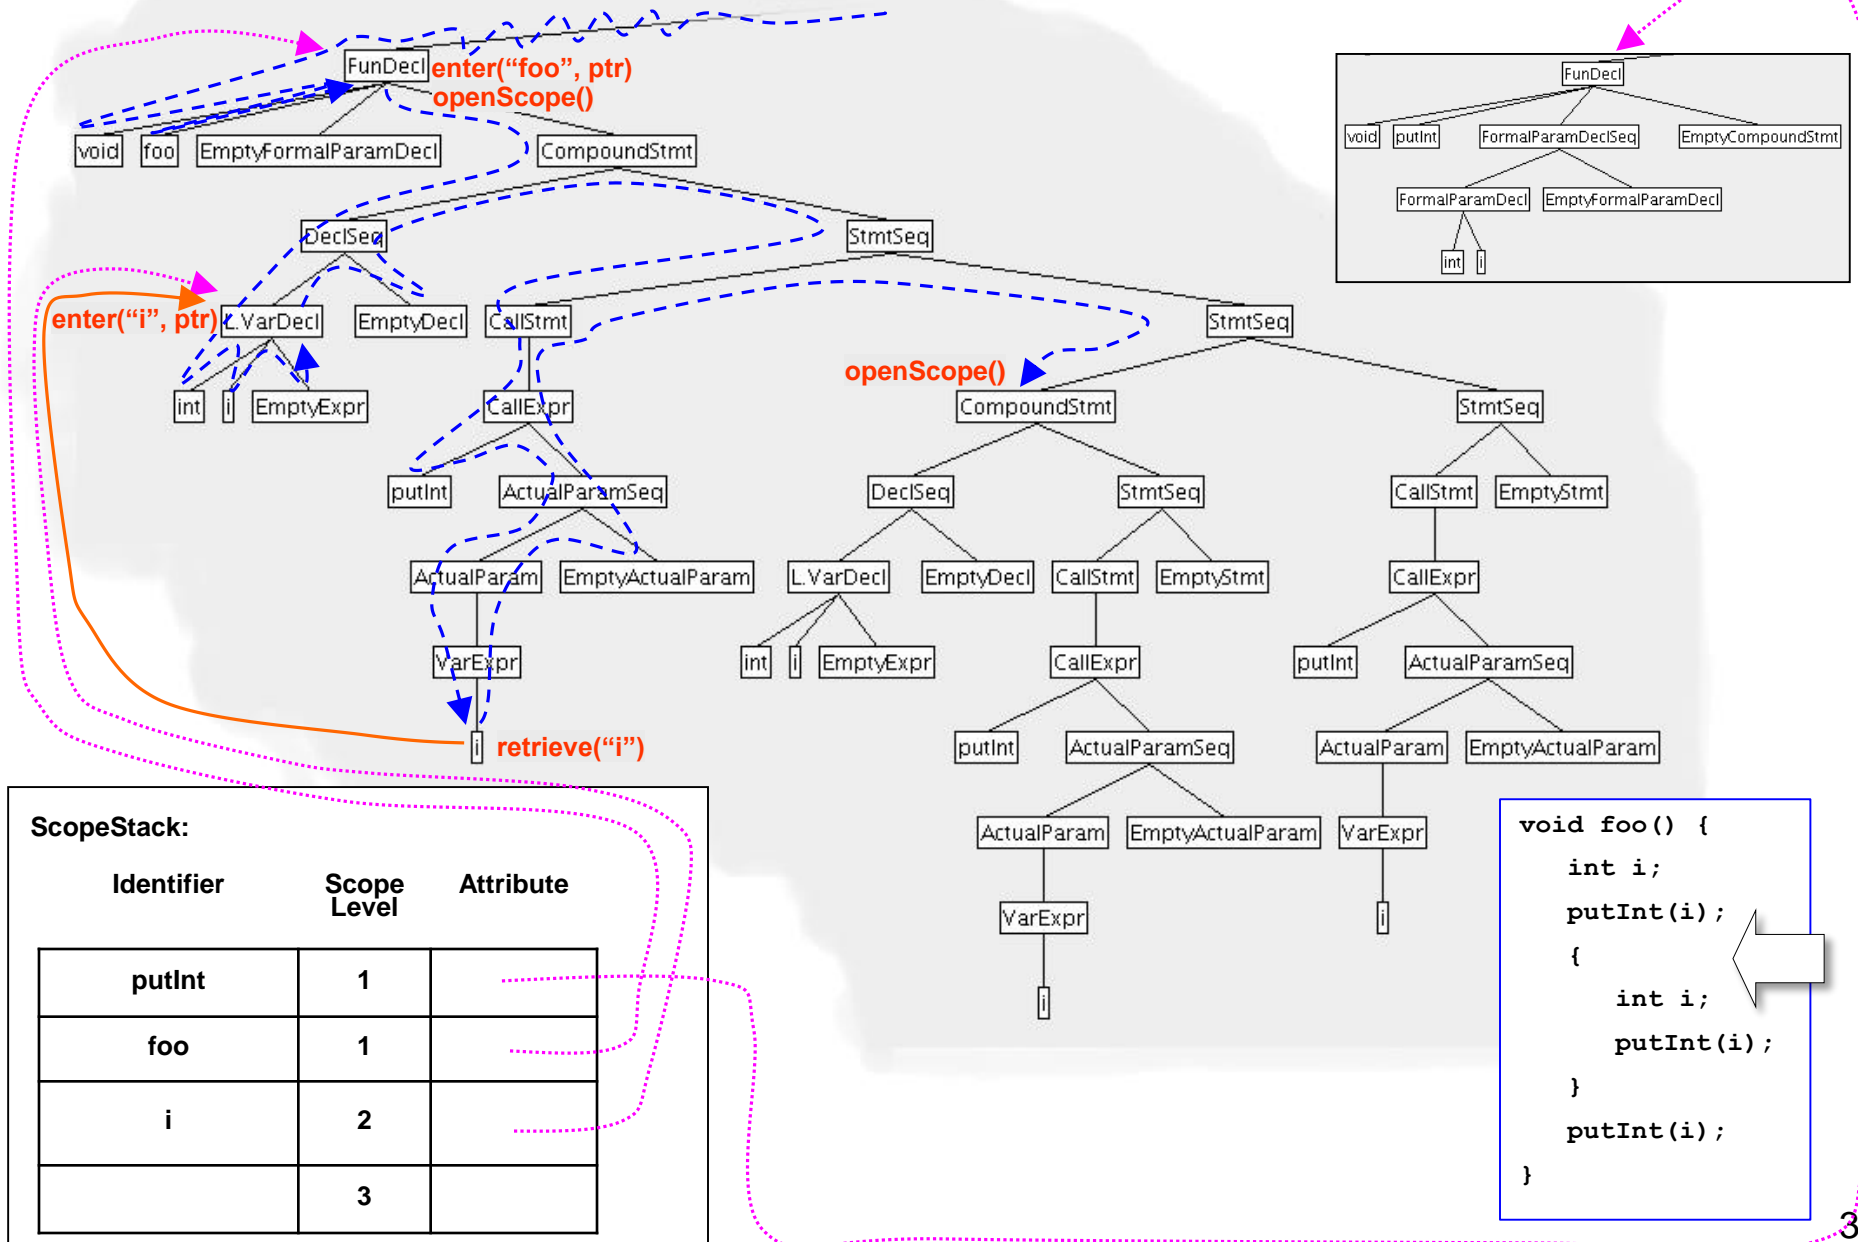 FunDecl
enter(“foo”, ptr)
openScope()
void foo EmptyFormalParamDecl CompoundStmt
DeclSeq StmtSeq
enter(“i”, ptr) L.VarDecl EmptyDecl CallStmt StmtSeq
openScope()
int i EmptyExpr CallExpr CompoundStmt StmtSeq
putInt ActualParamSeq DeclSeq StmtSeq CallStmt EmptyStmt
ActualParam EmptyActualParam L.VarDecl EmptyDecl CallStmt EmptyStmt CallExpr
VarExpr int i EmptyExpr CallExpr putInt ActualParamSeq
i retrieve(“i”) putInt ActualParamSeq ActualParam EmptyActualParam
ActualParam EmptyActualParam VarExpr
VarExpr i
i
FunDecl
void putInt FormalParamDeclSeq EmptyCompoundStmt
FormalParamDecl EmptyFormalParamDecl
int i
ScopeStack:
Identifier Scope Level Attribute
putInt 1
foo 1
i 2
3
void foo() {
int i;
putInt(i);
{
int i;
putInt(i);
}
putInt(i);
}
3